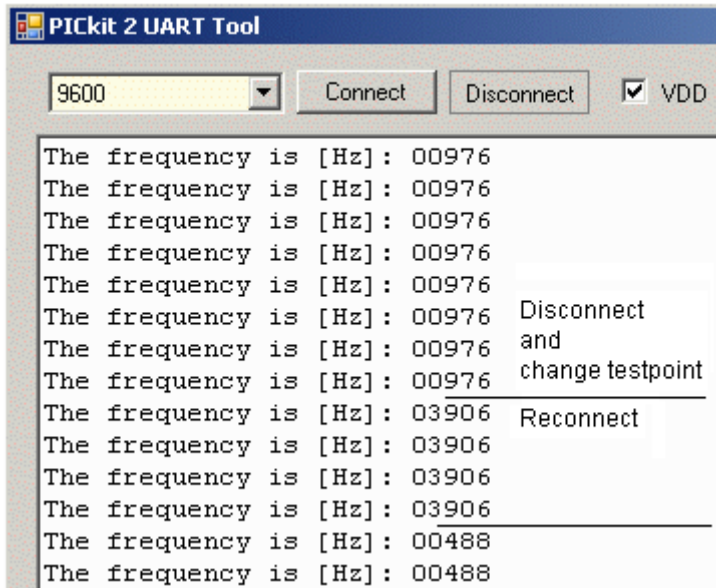 PICkit 2 UART Tool
9600 Connect Disconnect VDD
The frequency is [Hz]: 00976
The frequency is [Hz]: 00976
The frequency is [Hz]: 00976
The frequency is [Hz]: 00976
The frequency is [Hz]: 00976
The frequency is [Hz]: 00976
The frequency is [Hz]: 00976
The frequency is [Hz]: 00976
Disconnect
and
change testpoint
The frequency is [Hz]: 03906
Reconnect
The frequency is [Hz]: 03906
The frequency is [Hz]: 03906
The frequency is [Hz]: 03906
The frequency is [Hz]: 00488
The frequency is [Hz]: 00488